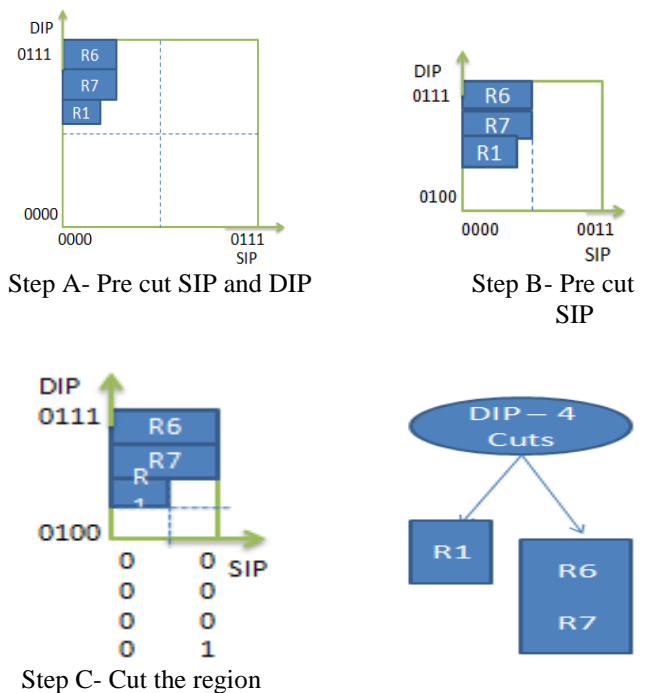 DIP
0111
R6
R7
R1
0000
0000
0111
SIP
Step A- Pre cut SIP and DIP
DIP
0111
R6
R7
R1
0100
0000
0011
SIP
Step B- Pre cut
SIP
DIP
0111
R6
R7
R
1
0100
0 0 SIP
0 0
0 0
0 1
Step C- Cut the region
DIP – 4
Cuts
R1
R6
R7